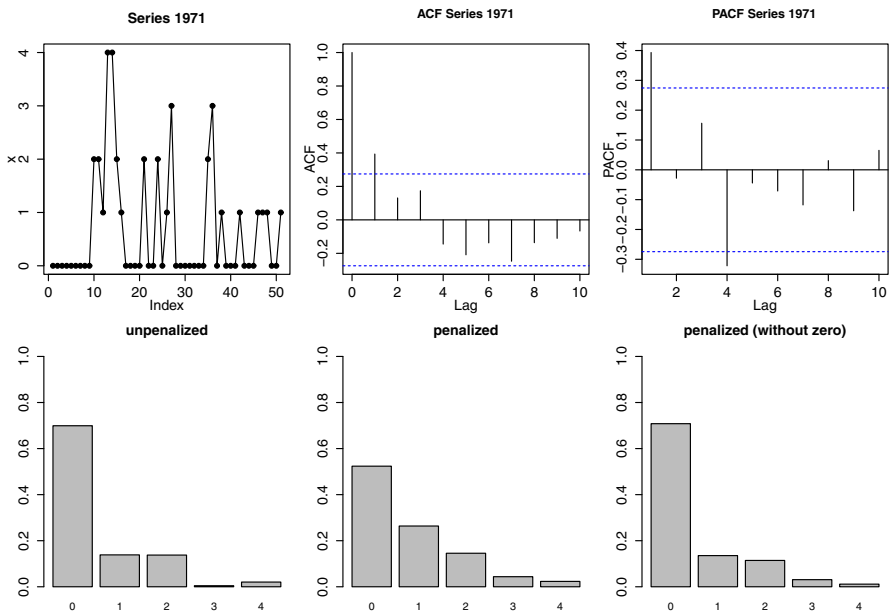 Series 1971
x
0 1 2 3 4
0 10 20 30 40 50
Index
ACF Series 1971
ACF
−0.2 0.0 0.2 0.4 0.6 0.8 1.0
0 2 4 6 8 10
Lag
PACF Series 1971
PACF
−0.3 −0.2 −0.1 0.0 0.1 0.2 0.3 0.4
2 4 6 8 10
Lag
unpenalized
0.0 0.2 0.4 0.6 0.8 1.0
0 1 2 3 4
penalized
0.0 0.2 0.4 0.6 0.8 1.0
0 1 2 3 4
penalized (without zero)
0.0 0.2 0.4 0.6 0.8 1.0
0 1 2 3 4